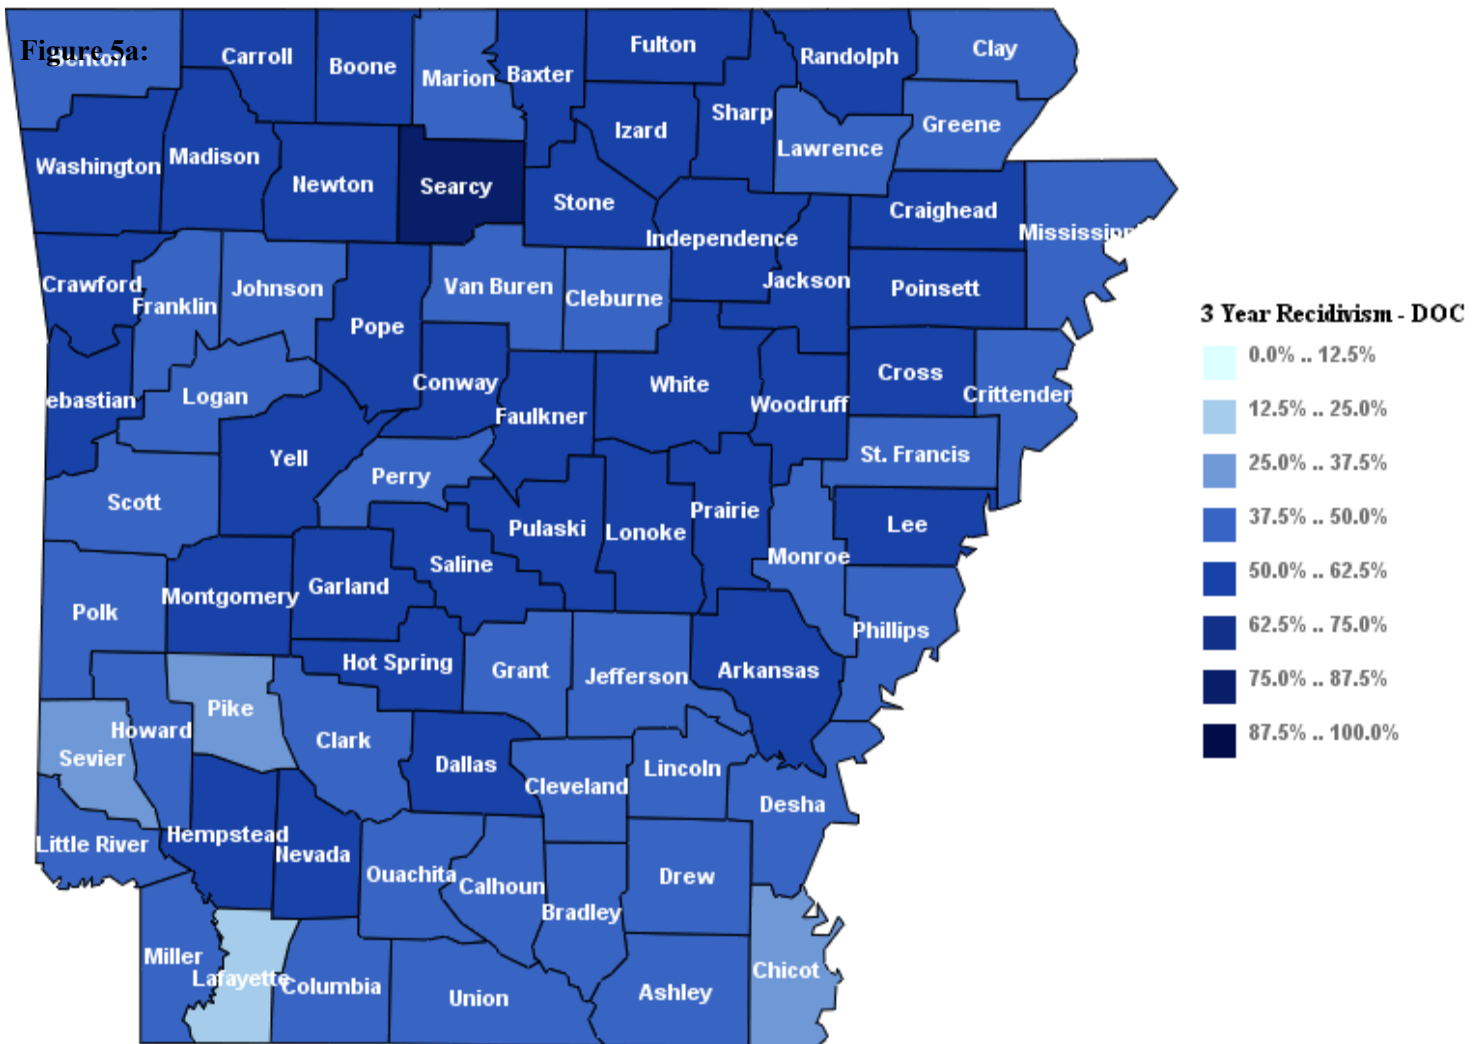 Figure 5a:
Benton
Carroll
Boone
Marion
Baxter
Fulton
Randolph
Clay
Sharp
Izard
Greene
Lawrence
Washington
Madison
Newton
Searcy
Stone
Craighead
Independence
Mississippi
Crawford
Franklin
Johnson
Van Buren
Cleburne
Jackson
Poinsett
Pope
3 Year Recidivism - DOC
0.0% .. 12.5%
12.5% .. 25.0%
25.0% .. 37.5%
37.5% .. 50.0%
50.0% .. 62.5%
62.5% .. 75.0%
75.0% .. 87.5%
87.5% .. 100.0%
ebastian
Logan
Conway
Faulkner
White
Woodruff
Cross
Crittenden
Yell
Perry
St. Francis
Scott
Pulaski
Lonoke
Prairie
Lee
Monroe
Saline
Garland
Montgomery
Polk
Phillips
Hot Spring
Grant
Jefferson
Arkansas
Pike
Howard
Sevier
Clark
Dallas
Cleveland
Lincoln
Desha
Little River
Hempstead
Nevada
Ouachita
Calhoun
Bradley
Drew
Miller
Lafayette
Columbia
Union
Ashley
Chicot